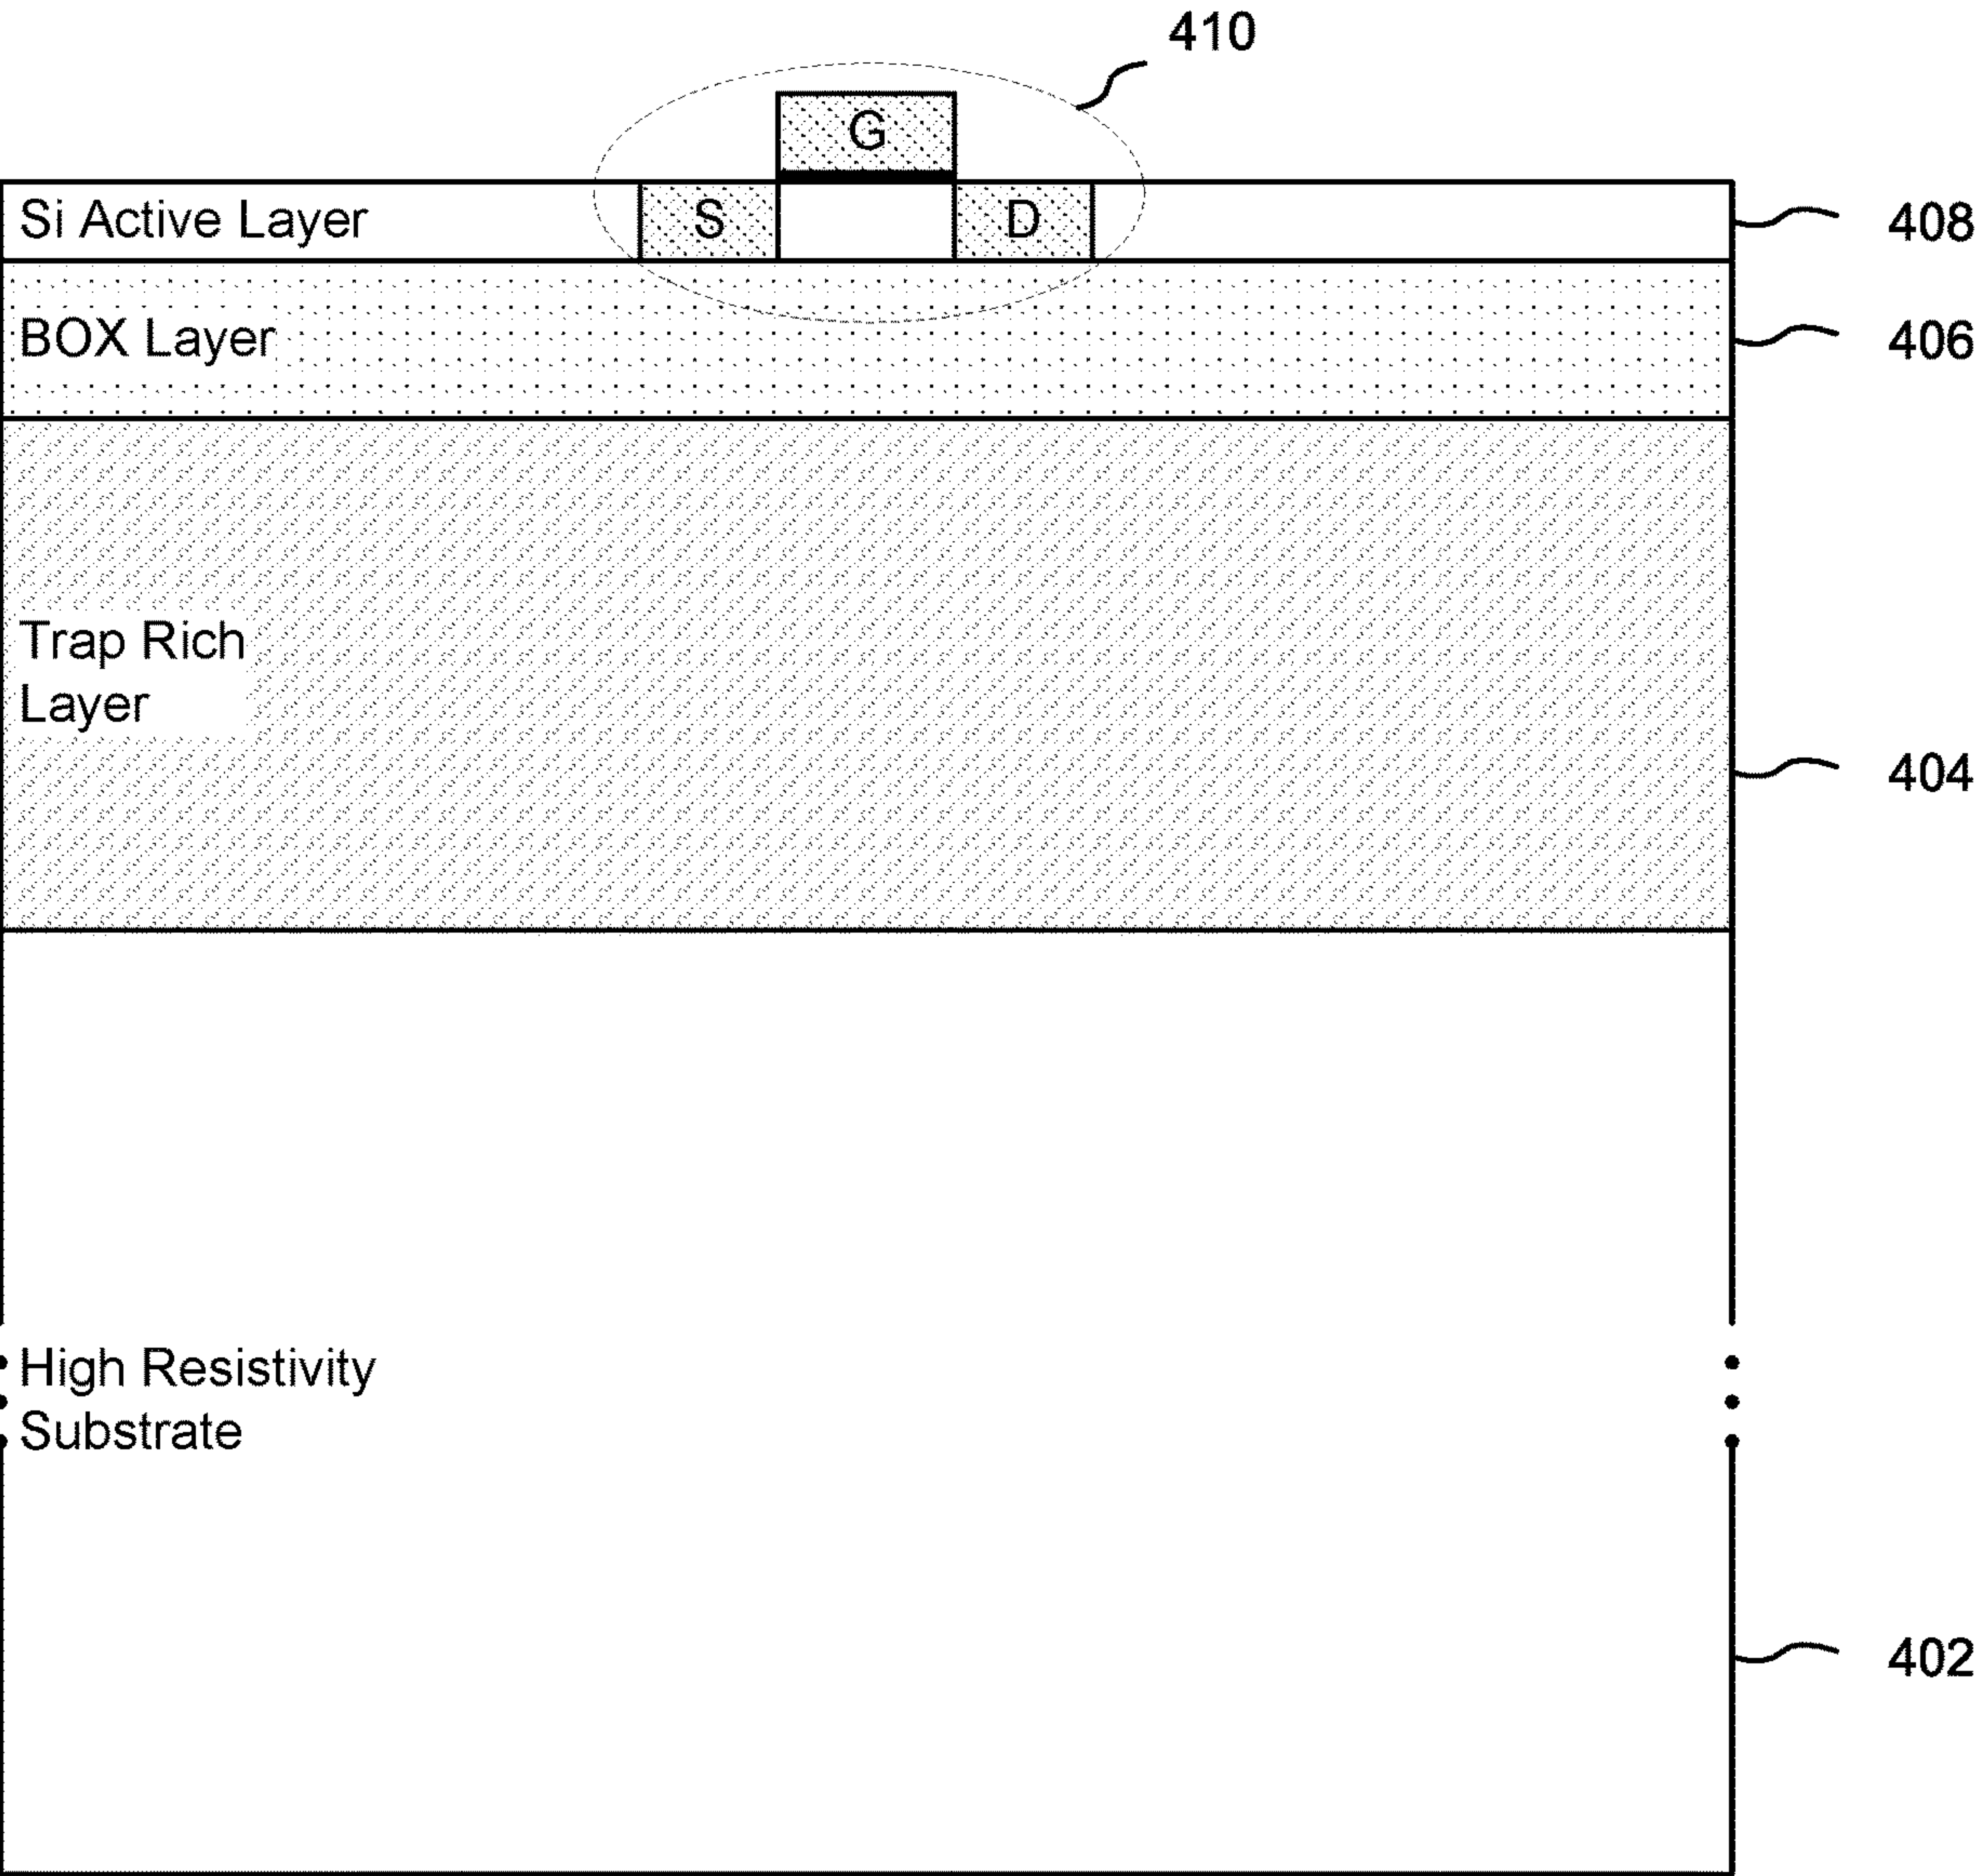 410
G
Si Active Layer
S
D
408
BOX Layer
406
Trap Rich
Layer
404
High Resistivity
Substrate
402